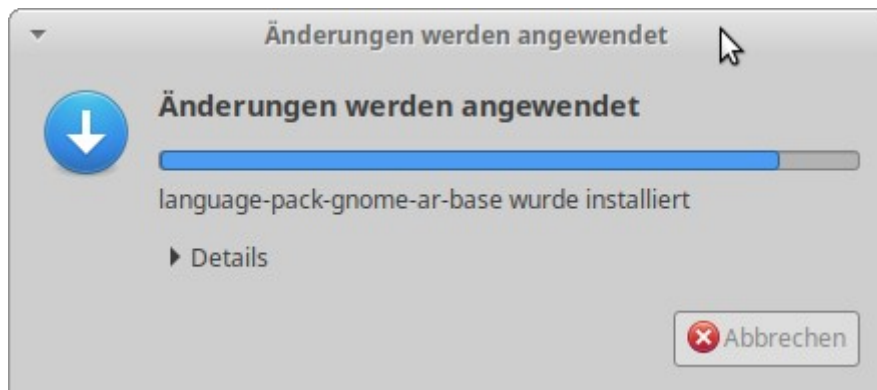 Änderungen werden angewendet
Änderungen werden angewendet
language-pack-gnome-ar-base wurde installiert
Details
Abbrechen